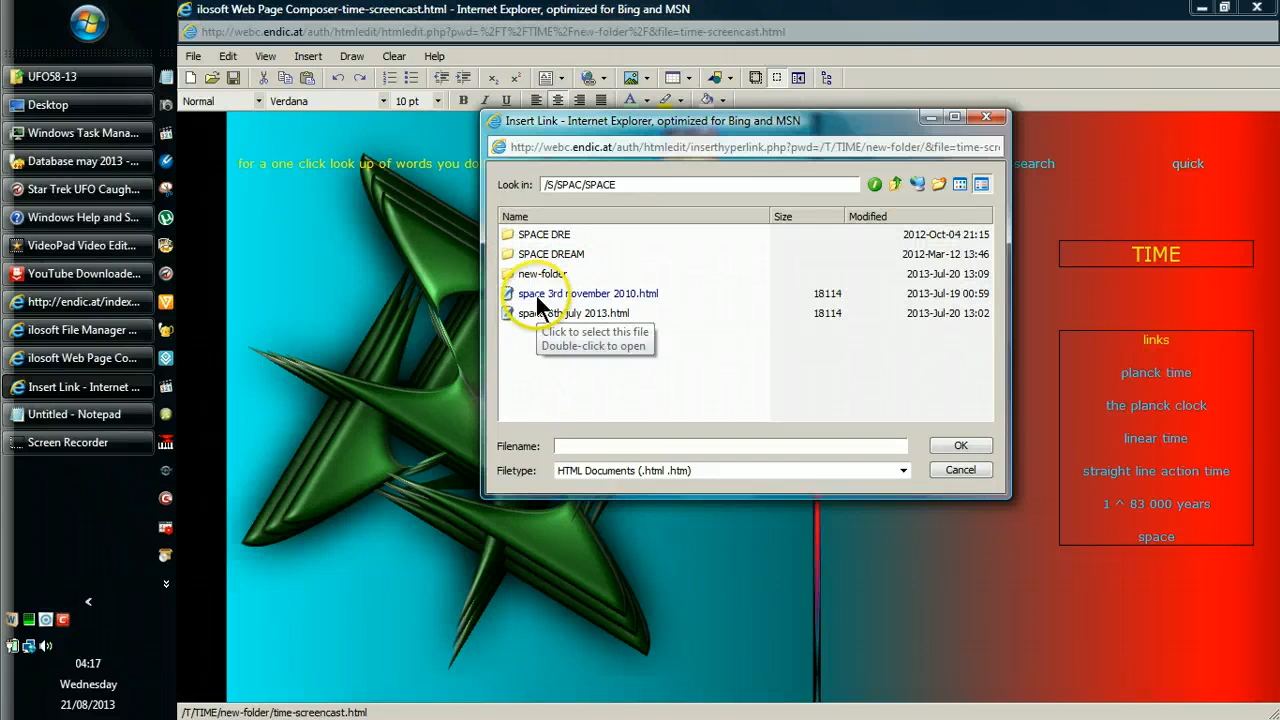 ilosoft Web Page Composer-time-screencast.html - Internet Explorer, optimized for Bing and MSN
http://webc.endic.at/auth/htmledit/htmledit.php?pwd=%2FT%2FTIME%2Fnew-folder%2F&file=time-screencast.html
File Edit View Insert Draw Clear Help
Normal Verdana 10 pt B I U
for a one click look up of words you do
search quick
TIME
links
planck time
the planck clock
linear time
straight line action time
1 ^ 83 000 years
space
Insert Link - Internet Explorer, optimized for Bing and MSN
http://webc.endic.at/auth/htmledit/inserthyperlink.php?pwd=/T/TIME/new-folder/&file=time-scre
Look in: /S/SPAC/SPACE
Name Size Modified
SPACE DRE 2012-Oct-04 21:15
SPACE DREAM 2012-Mar-12 13:46
new-folder 2013-Jul-20 13:09
space 3rd november 2010.html 18114 2013-Jul-19 00:59
july 2013.html 18114 2013-Jul-20 13:02
Click to select this file
Double-click to open
Filename: OK
Filetype: HTML Documents (.html .htm) Cancel
UFO58-13
Desktop
Windows Task Mana...
Database may 2013 -...
Star Trek UFO Caugh...
Windows Help and S...
VideoPad Video Edit...
YouTube Downloade...
http://endic.at/index...
ilosoft File Manager ...
ilosoft Web Page Co...
Insert Link - Internet ...
Untitled - Notepad
Screen Recorder
04:17
Wednesday
21/08/2013
/T/TIME/new-folder/time-screencast.html